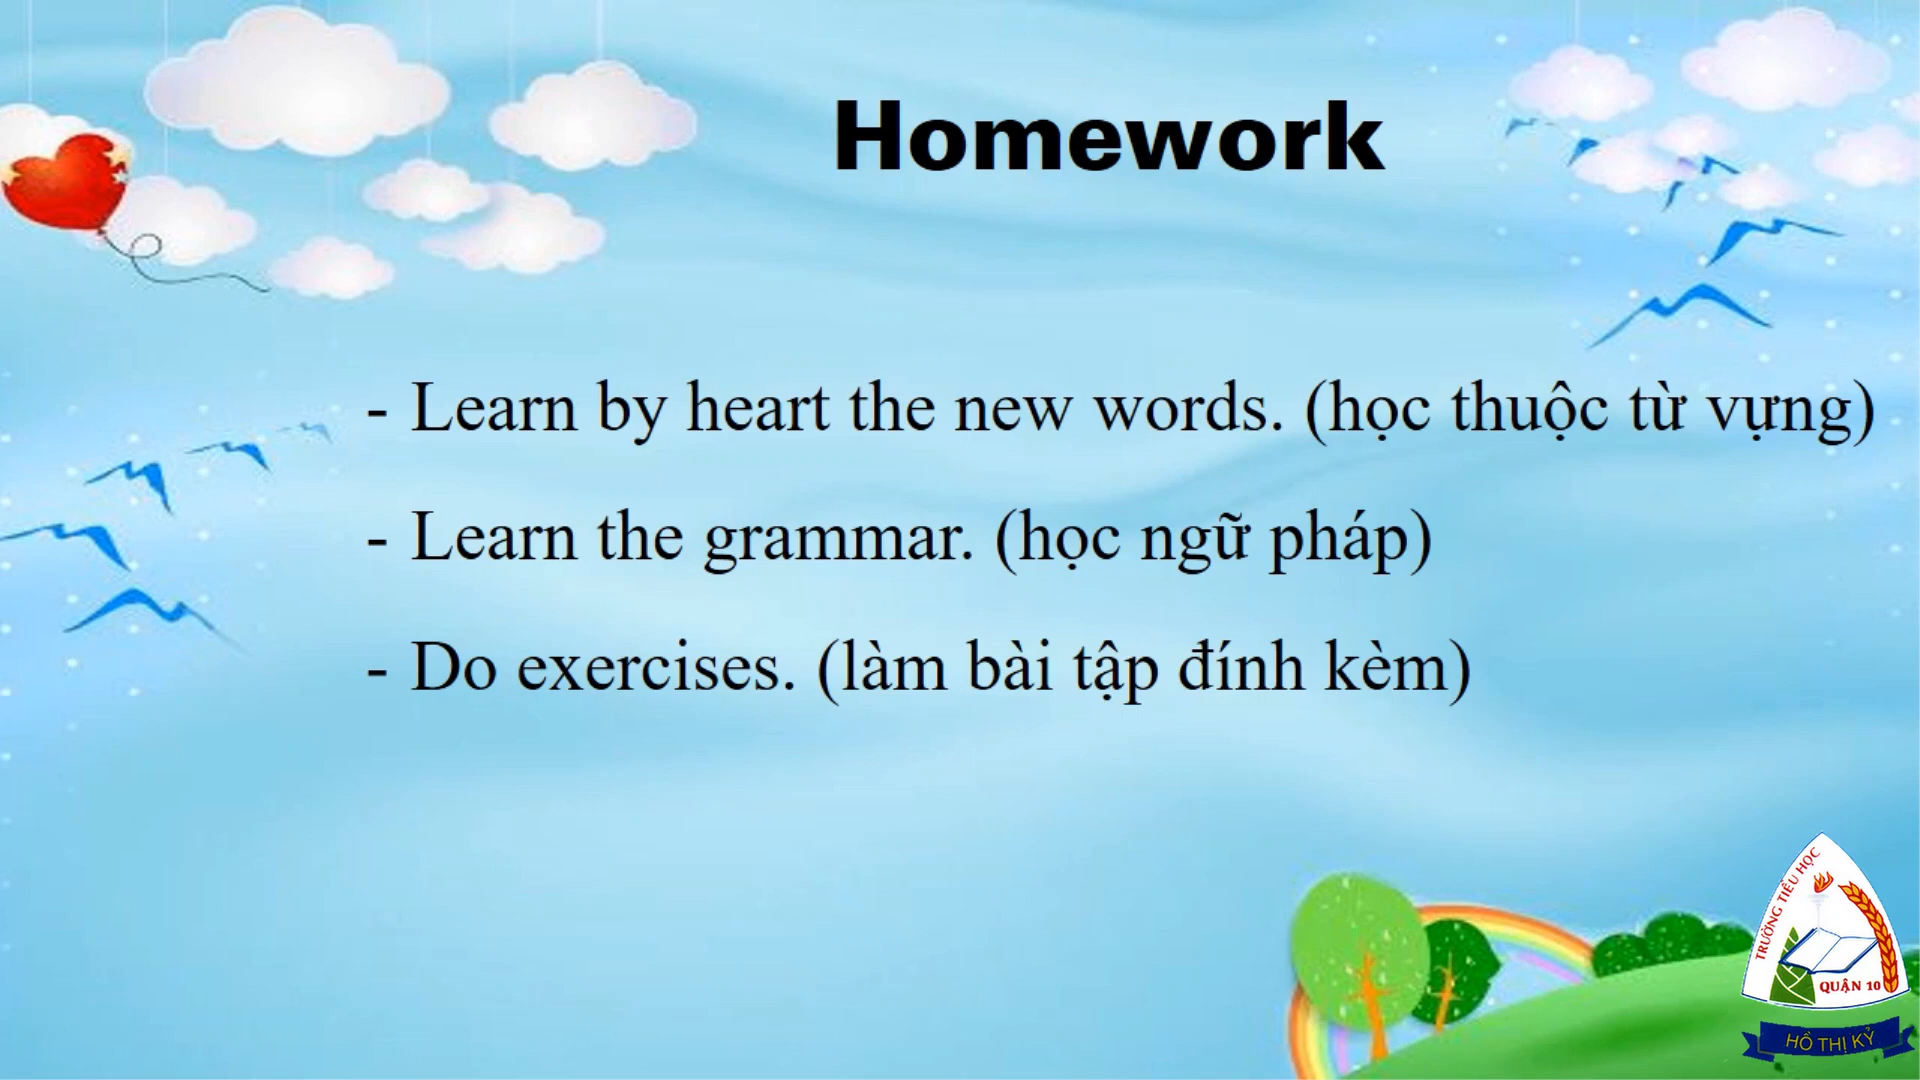 Homework
- Learn by heart the new words. (học thuộc từ vựng)
- Learn the grammar. (học ngữ pháp)
- Do exercises. (làm bài tập đính kèm)
TRƯỜNG TIỂU HỌC
QUẬN 10
HỒ THỊ KỶ